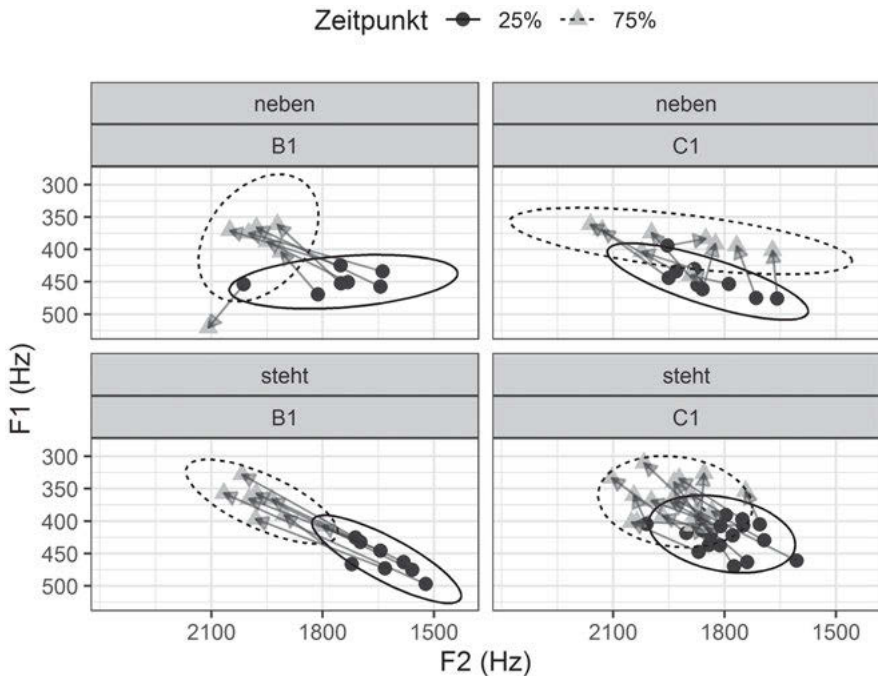 Zeitpunkt 25% 75%
neben neben
B1 C1
300
350
400
450
500
steht steht
B1 C1
300
350
400
450
500
2100 1800 1500 2100 1800 1500
F1 (Hz)
F2 (Hz)